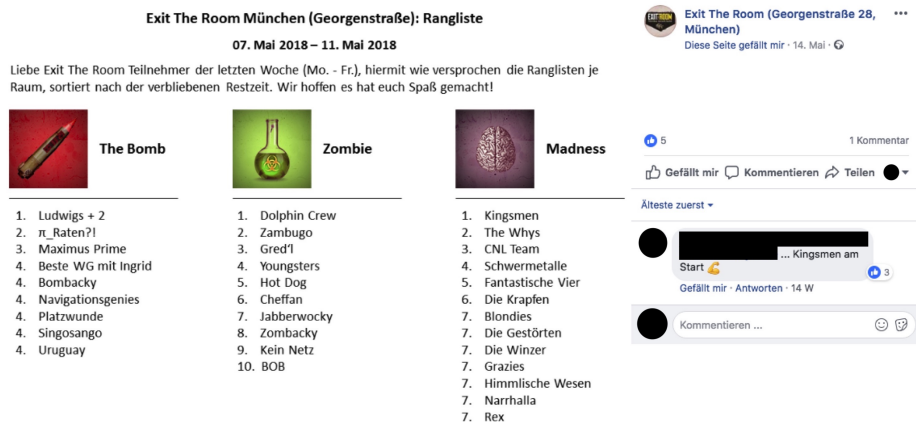 Exit The Room München (Georgenstraße): Rangliste
07. Mai 2018 – 11. Mai 2018
Liebe Exit The Room Teilnehmer der letzten Woche (Mo. - Fr.), hiermit wie versprochen die Ranglisten je
Raum, sortiert nach der verbliebenen Restzeit. Wir hoffen es hat euch Spaß gemacht!
The Bomb
1. Ludwigs + 2
2. π_Raten?!
3. Maximus Prime
4. Beste WG mit Ingrid
4. Bombacky
4. Navigationsgenies
4. Platzwunde
4. Singosango
4. Uruguay
Zombie
1. Dolphin Crew
2. Zambugo
3. Gred'l
4. Youngsters
5. Hot Dog
6. Cheffan
7. Jabberwocky
8. Zombacky
9. Kein Netz
10. BOB
Madness
1. Kingsmen
2. The Whys
3. CNL Team
4. Schwermetalle
5. Fantastische Vier
6. Die Krapfen
7. Blondies
7. Die Gestörten
7. Die Winzer
7. Grazies
7. Himmlische Wesen
7. Narrhalla
7. Rex
EXIT ROOM
Exit The Room (Georgenstraße 28,
München)
Diese Seite gefällt mir · 14. Mai ·
5
1 Kommentar
Gefällt mir Kommentieren Teilen
Älteste zuerst
... Kingsmen am
Start 💪
3
Gefällt mir · Antworten · 14 W
Kommentieren ...